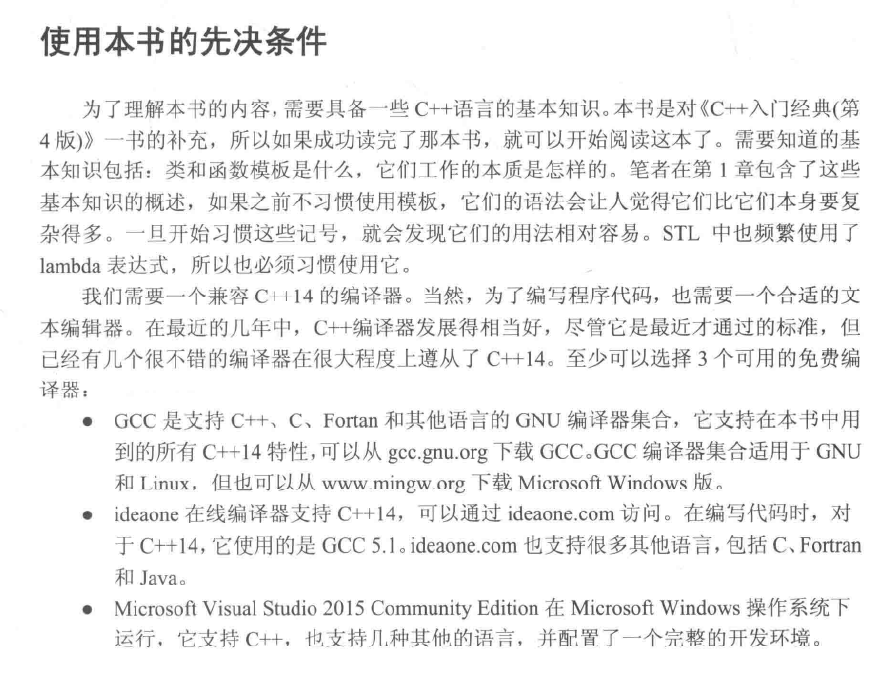 使用本书的先决条件
为了理解本书的内容，需要具备一些 C++语言的基本知识。本书是对《C++入门经典(第
4 版)》一书的补充，所以如果成功读完了那本书，就可以开始阅读这本了。需要知道的基
本知识包括：类和函数模板是什么，它们工作的本质是怎样的。笔者在第 1 章包含了这些
基本知识的概述，如果之前不习惯使用模板，它们的语法会让人觉得它们比它们本身要复
杂得多。一旦开始习惯这些记号，就会发现它们的用法相对容易。STL 中也频繁使用了
lambda 表达式，所以也必须习惯使用它。
我们需要一个兼容 C++14 的编译器。当然，为了编写程序代码，也需要一个合适的文
本编辑器。在最近的几年中，C++编译器发展得相当好，尽管它是最近才通过的标准，但
已经有几个很不错的编译器在很大程度上遵从了 C++14。至少可以选择 3 个可用的免费编
译器：
● GCC 是支持 C++、C、Fortan 和其他语言的 GNU 编译器集合，它支持在本书中用
到的所有 C++14 特性，可以从 gcc.gnu.org 下载 GCC。GCC 编译器集合适用于 GNU
和 Linux，但也可以从 www.mingw.org 下载 Microsoft Windows 版。
● ideaone 在线编译器支持 C++14，可以通过 ideaone.com 访问。在编写代码时，对
于 C++14，它使用的是 GCC 5.1。ideaone.com 也支持很多其他语言，包括 C、Fortran
和 Java。
● Microsoft Visual Studio 2015 Community Edition 在 Microsoft Windows 操作系统下
运行，它支持 C++，也支持几种其他的语言，并配置了一个完整的开发环境。